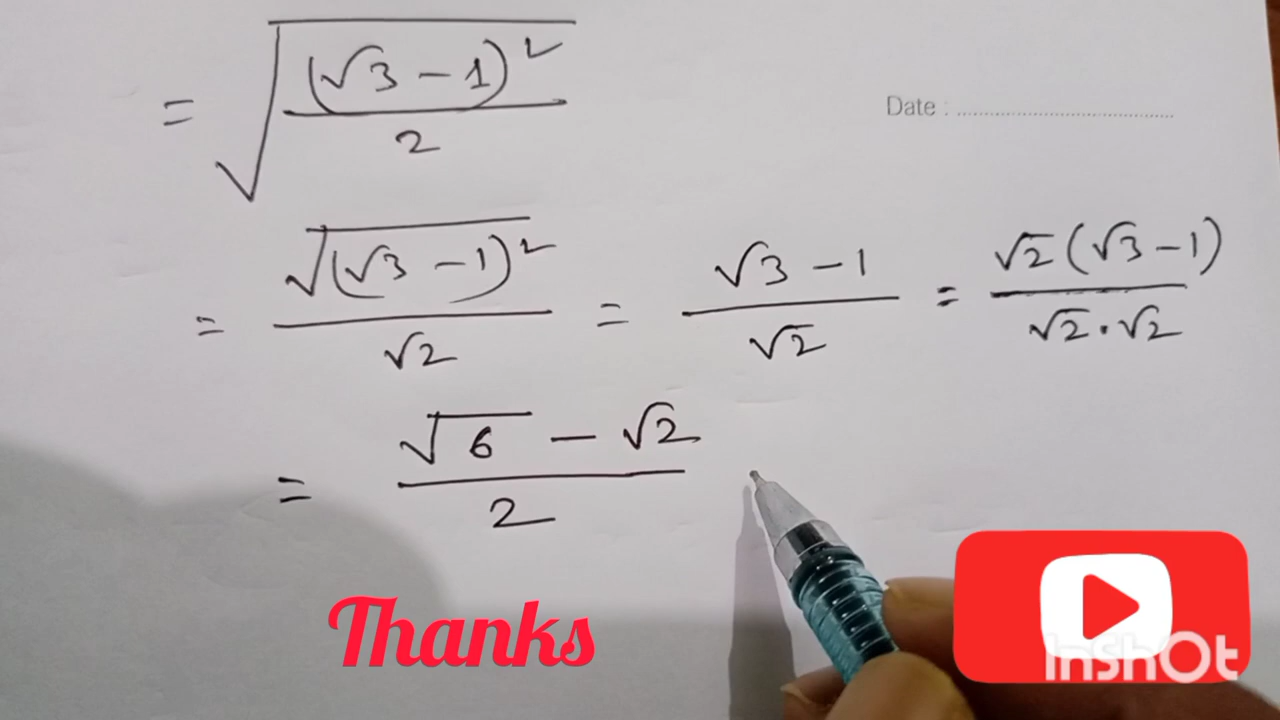 = √((√3 - 1)² / 2)
Date : ........................................
= √(√3 - 1)² / √2 = (√3 - 1) / √2 = √2 (√3 - 1) / (√2 . √2)
= (√6 - √2) / 2
Thanks
InShOt